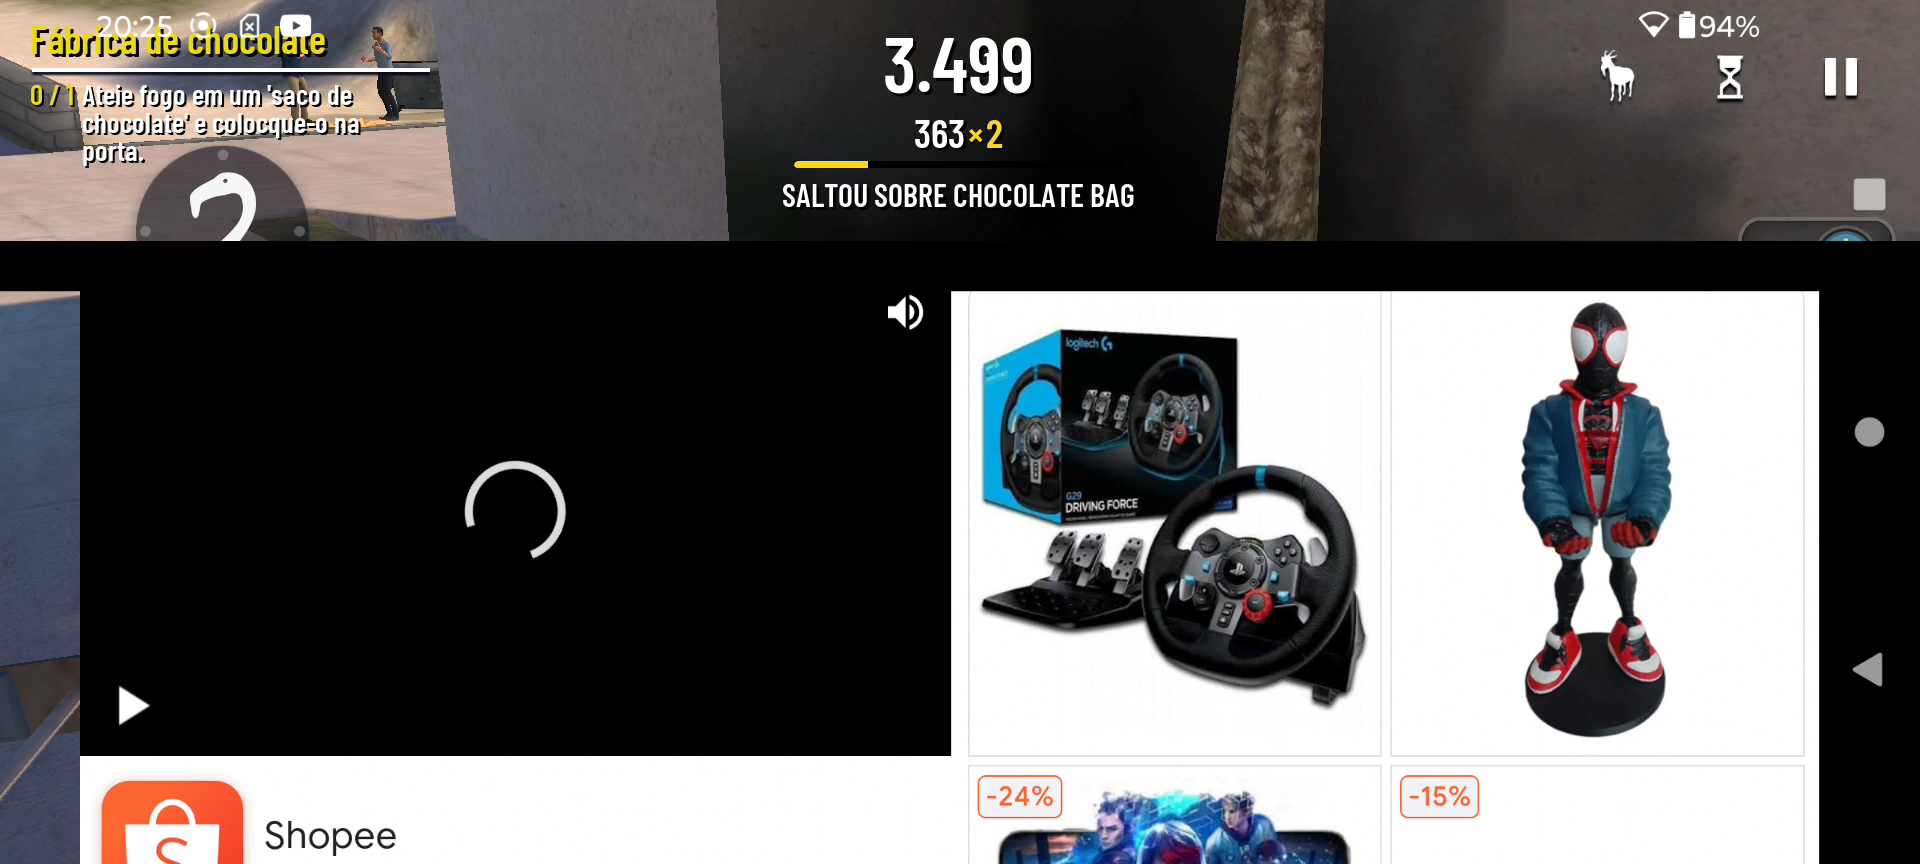 20:25
94%
Fábrica de chocolate
0 / 1 Ateie fogo em um 'saco de
chocolate' e colocque-o na
porta.
3.499
363×2
SALTOU SOBRE CHOCOLATE BAG
logitech G
G29
DRIVING FORCE
-24%
-15%
Shopee